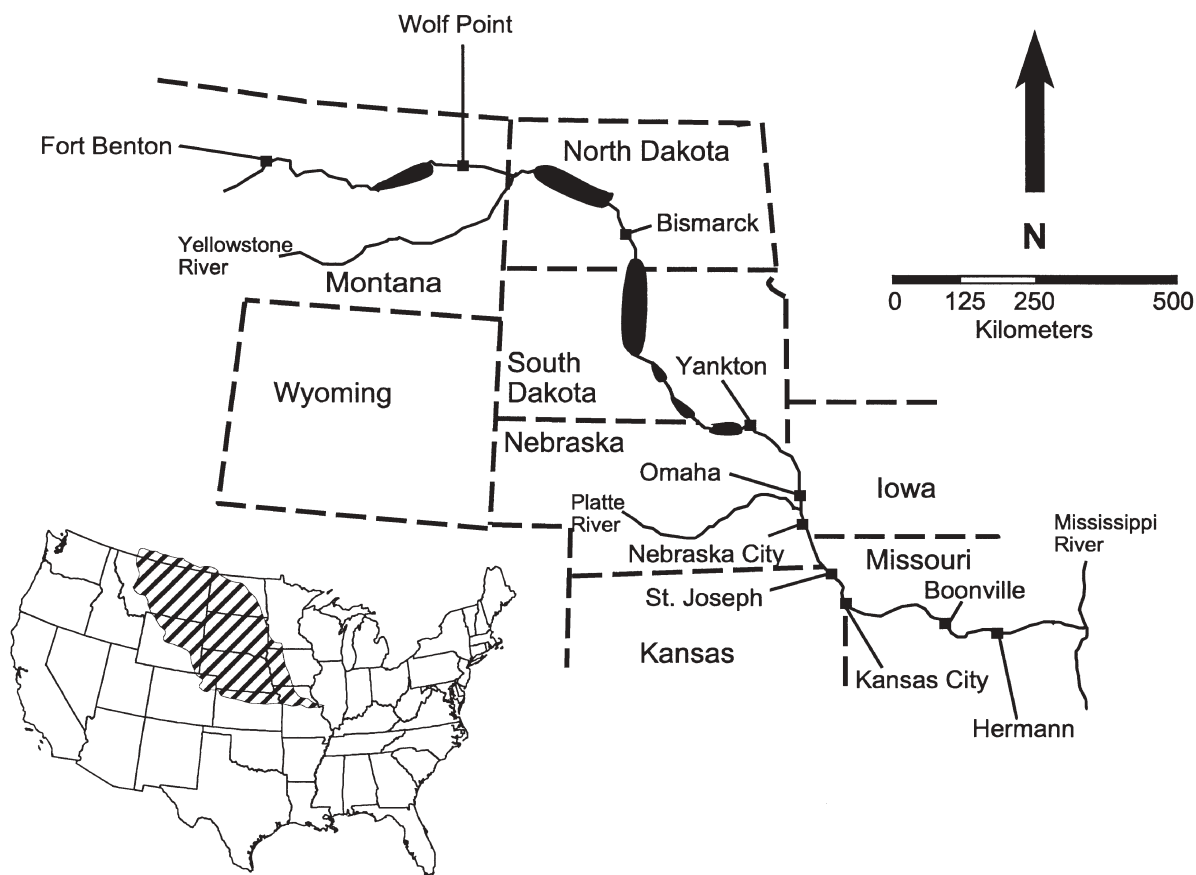 Wolf Point
Fort Benton
North Dakota
Bismarck
N
Yellowstone
River
Montana
0 125 250 500
Kilometers
South
Dakota
Yankton
Wyoming
Nebraska
Omaha
Iowa
Platte
River
Mississippi
River
Nebraska City
Missouri
Boonville
St. Joseph
Kansas
Kansas City
Hermann